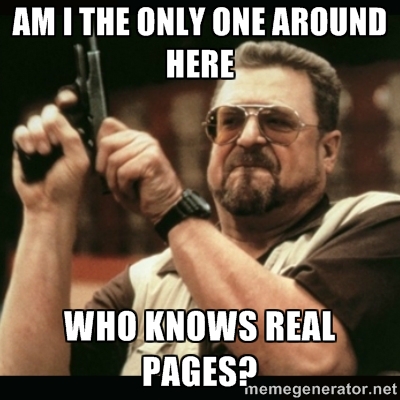 AM I THE ONLY ONE AROUND
HERE
WHO KNOWS REAL
PAGES?
memegenerator.net